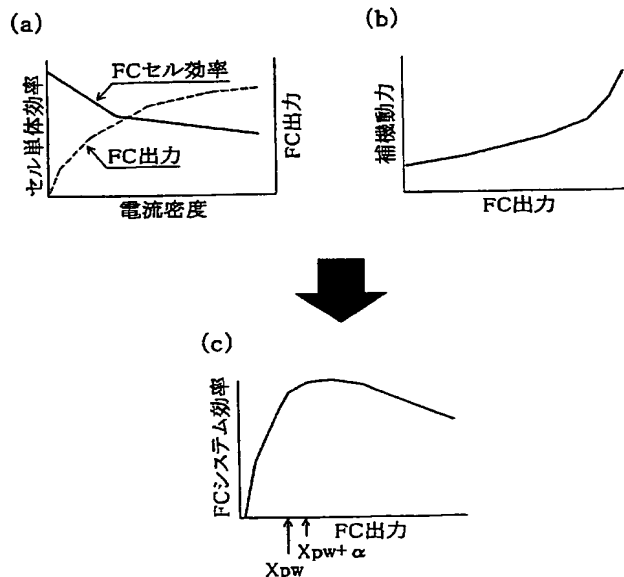 (a)
FCセル効率
セル単体効率
FC出力
FC出力
電流密度
(b)
補機動力
FC出力
(c)
FCシステム効率
FC出力
Xpw+α
Xpw